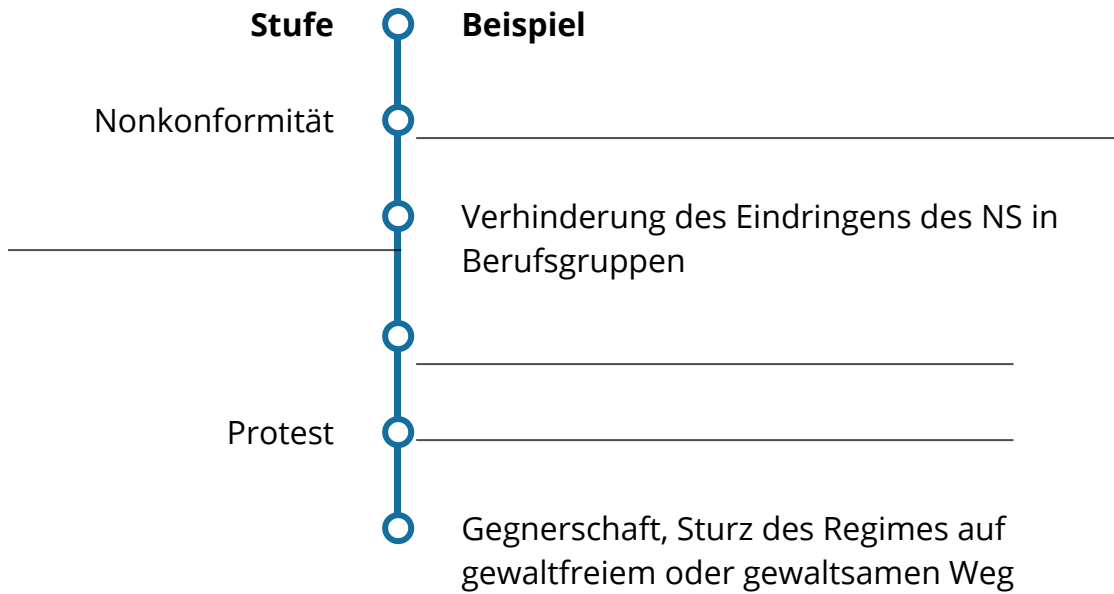 Stufe Beispiel
Nonkonformität
Verhinderung des Eindringens des NS in
Berufsgruppen
Protest
Gegnerschaft, Sturz des Regimes auf
gewaltfreiem oder gewaltsamen Weg